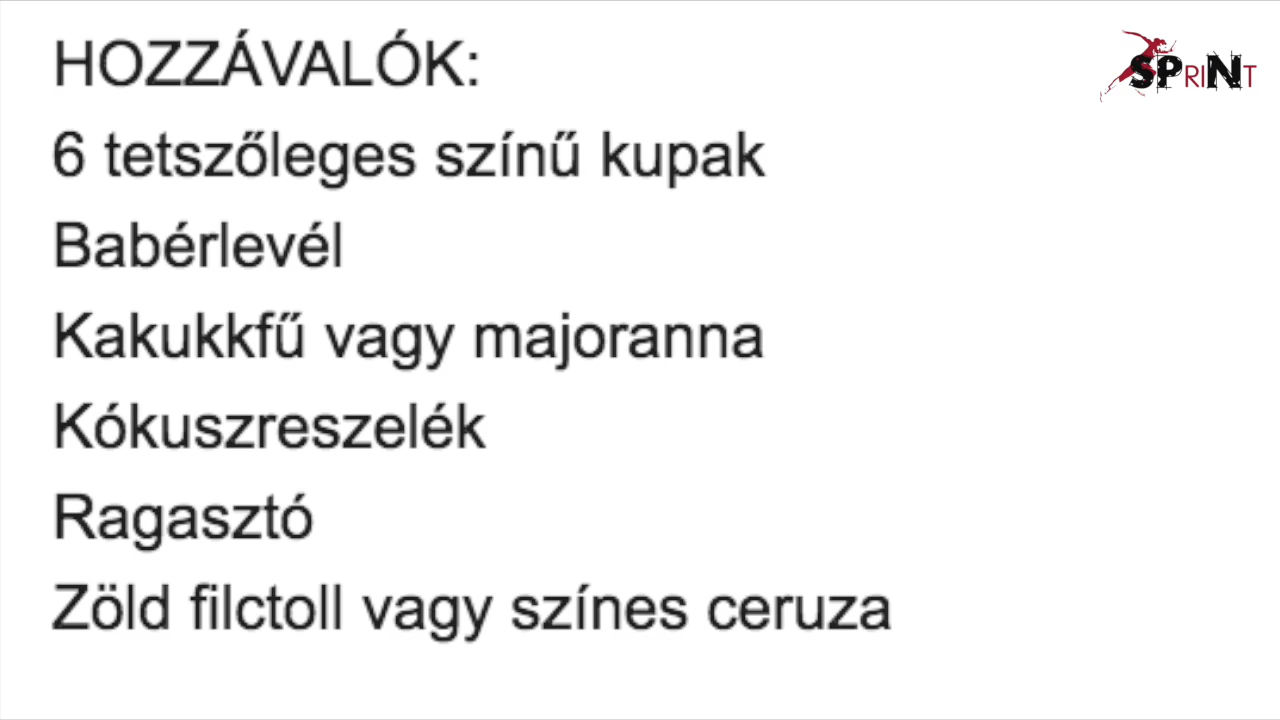 HOZZÁVALÓK:
SPRINT
6 tetszőleges színű kupak
Babérlevél
Kakukkfű vagy majoranna
Kókuszreszelék
Ragasztó
Zöld filctoll vagy színes ceruza